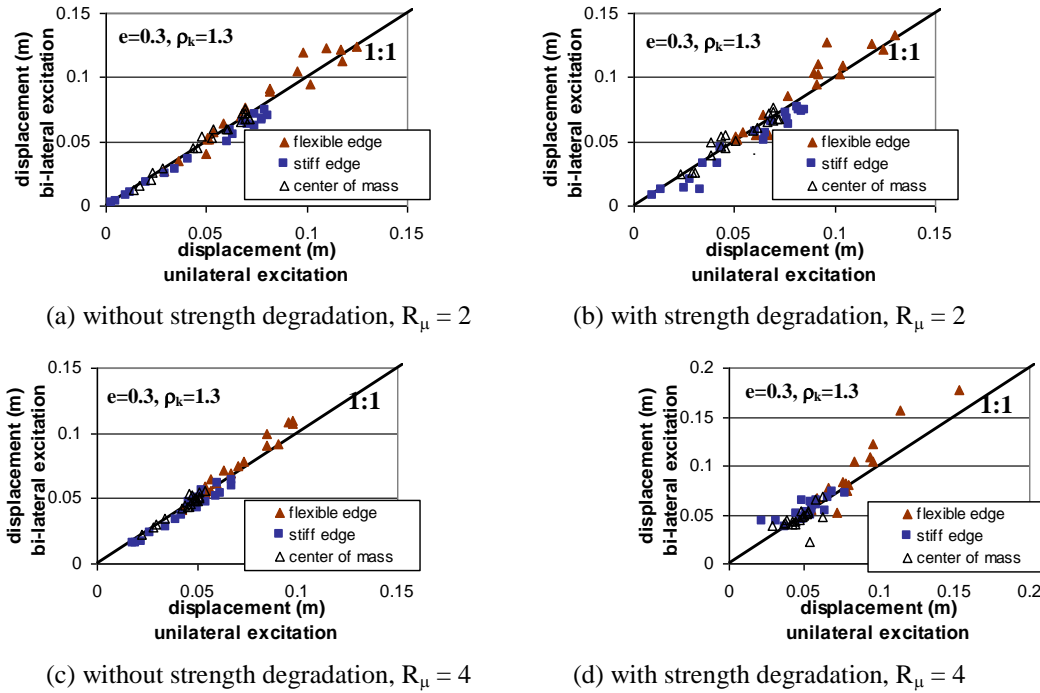 displacement (m)
bi-lateral excitation
0.15
0.1
0.05
0
e=0.3, ρk=1.3
1:1
flexible edge
stiff edge
center of mass
0
0.05
0.1
0.15
displacement (m)
unilateral excitation
(a) without strength degradation, Rμ = 2
displacement (m)
bi-lateral excitation
0.15
0.1
0.05
0
e=0.3, ρk=1.3
1:1
flexible edge
stiff edge
center of mass
0
0.05
0.1
0.15
displacement (m)
unilateral excitation
(b) with strength degradation, Rμ = 2
displacement (m)
bi-lateral excitation
0.15
0.1
0.05
0
e=0.3, ρk=1.3
1:1
flexible edge
stiff edge
center of mass
0
0.05
0.1
0.15
displacement (m)
unilateral excitation
(c) without strength degradation, Rμ = 4
displacement (m)
bi-lateral excitation
0.2
0.15
0.1
0.05
0
e=0.3, ρk=1.3
1:1
flexible edge
stiff edge
center of mass
0
0.05
0.1
0.15
0.2
displacement (m)
unilateral excitation
(d) with strength degradation, Rμ = 4